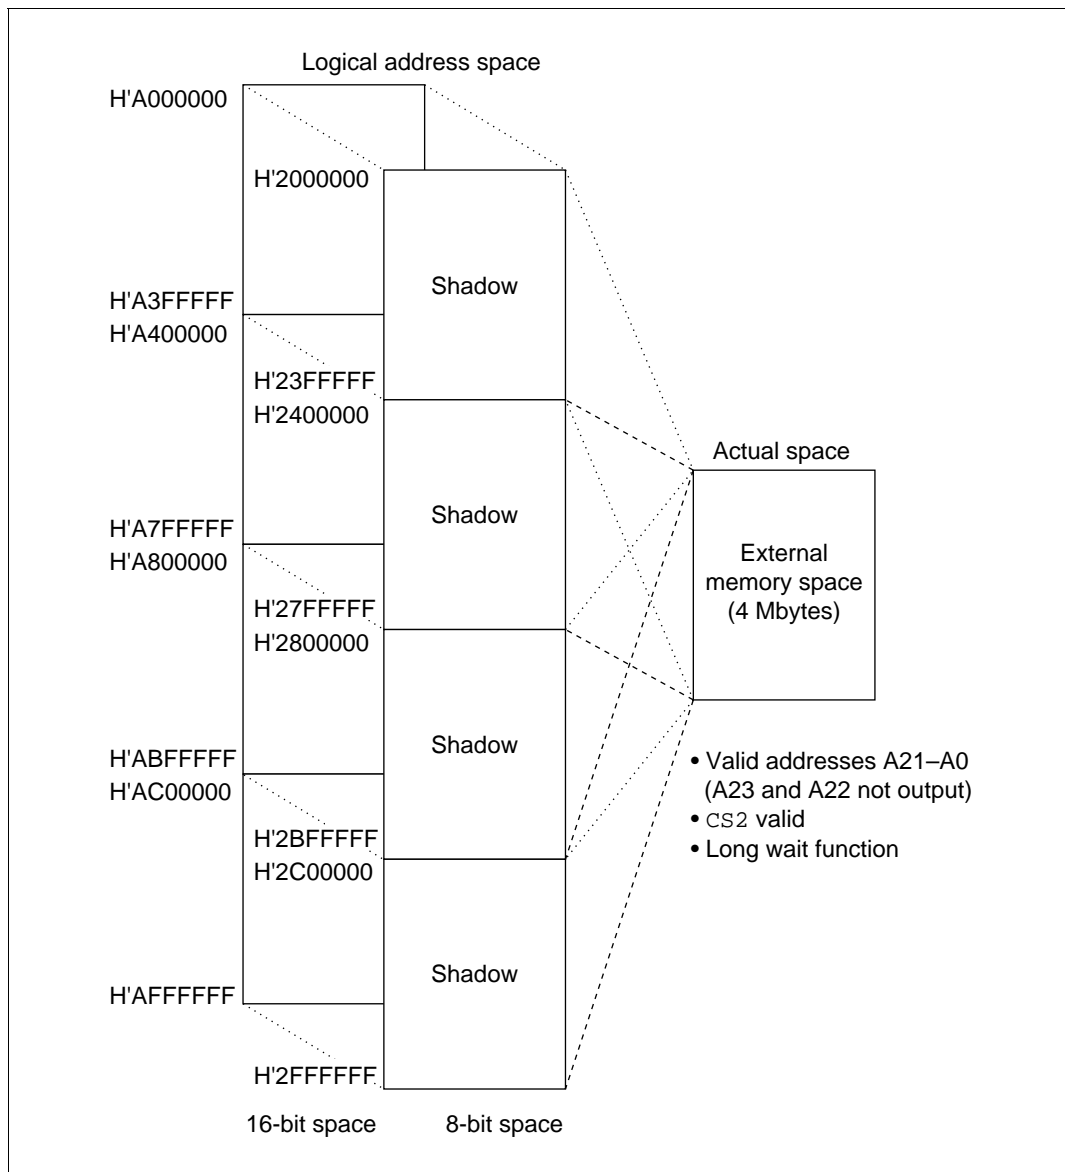 Logical address space
H'A000000
H'2000000
Shadow
H'A3FFFFF
H'A400000
H'23FFFFF
H'2400000
Actual space
Shadow
H'A7FFFFF
H'A800000
External
memory space
(4 Mbytes)
H'27FFFFF
H'2800000
Shadow
H'ABFFFFF
H'AC00000
• Valid addresses A21–A0
(A23 and A22 not output)
• CS2 valid
• Long wait function
H'2BFFFFF
H'2C00000
Shadow
H'AFFFFFF
H'2FFFFFF
16-bit space
8-bit space